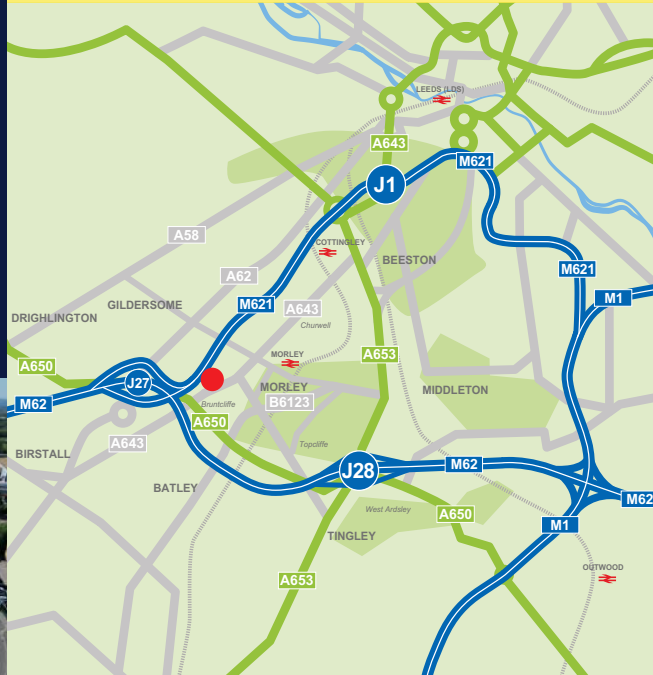 LEEDS (LDS)
A643
M621
J1
A58
COTTINGLEY
BEESTON
A62
M621
M621
M1
GILDERSOME
A643
DRIGHLINGTON
Churwell
A650
MORLEY
A653
J27
MORLEY
MIDDLETON
M62
B6123
Bruntcliffe
A650
A643
Topcliffe
BIRSTALL
J28
M62
BATLEY
M62
West Ardsley
A650
M1
TINGLEY
OUTWOOD
A653